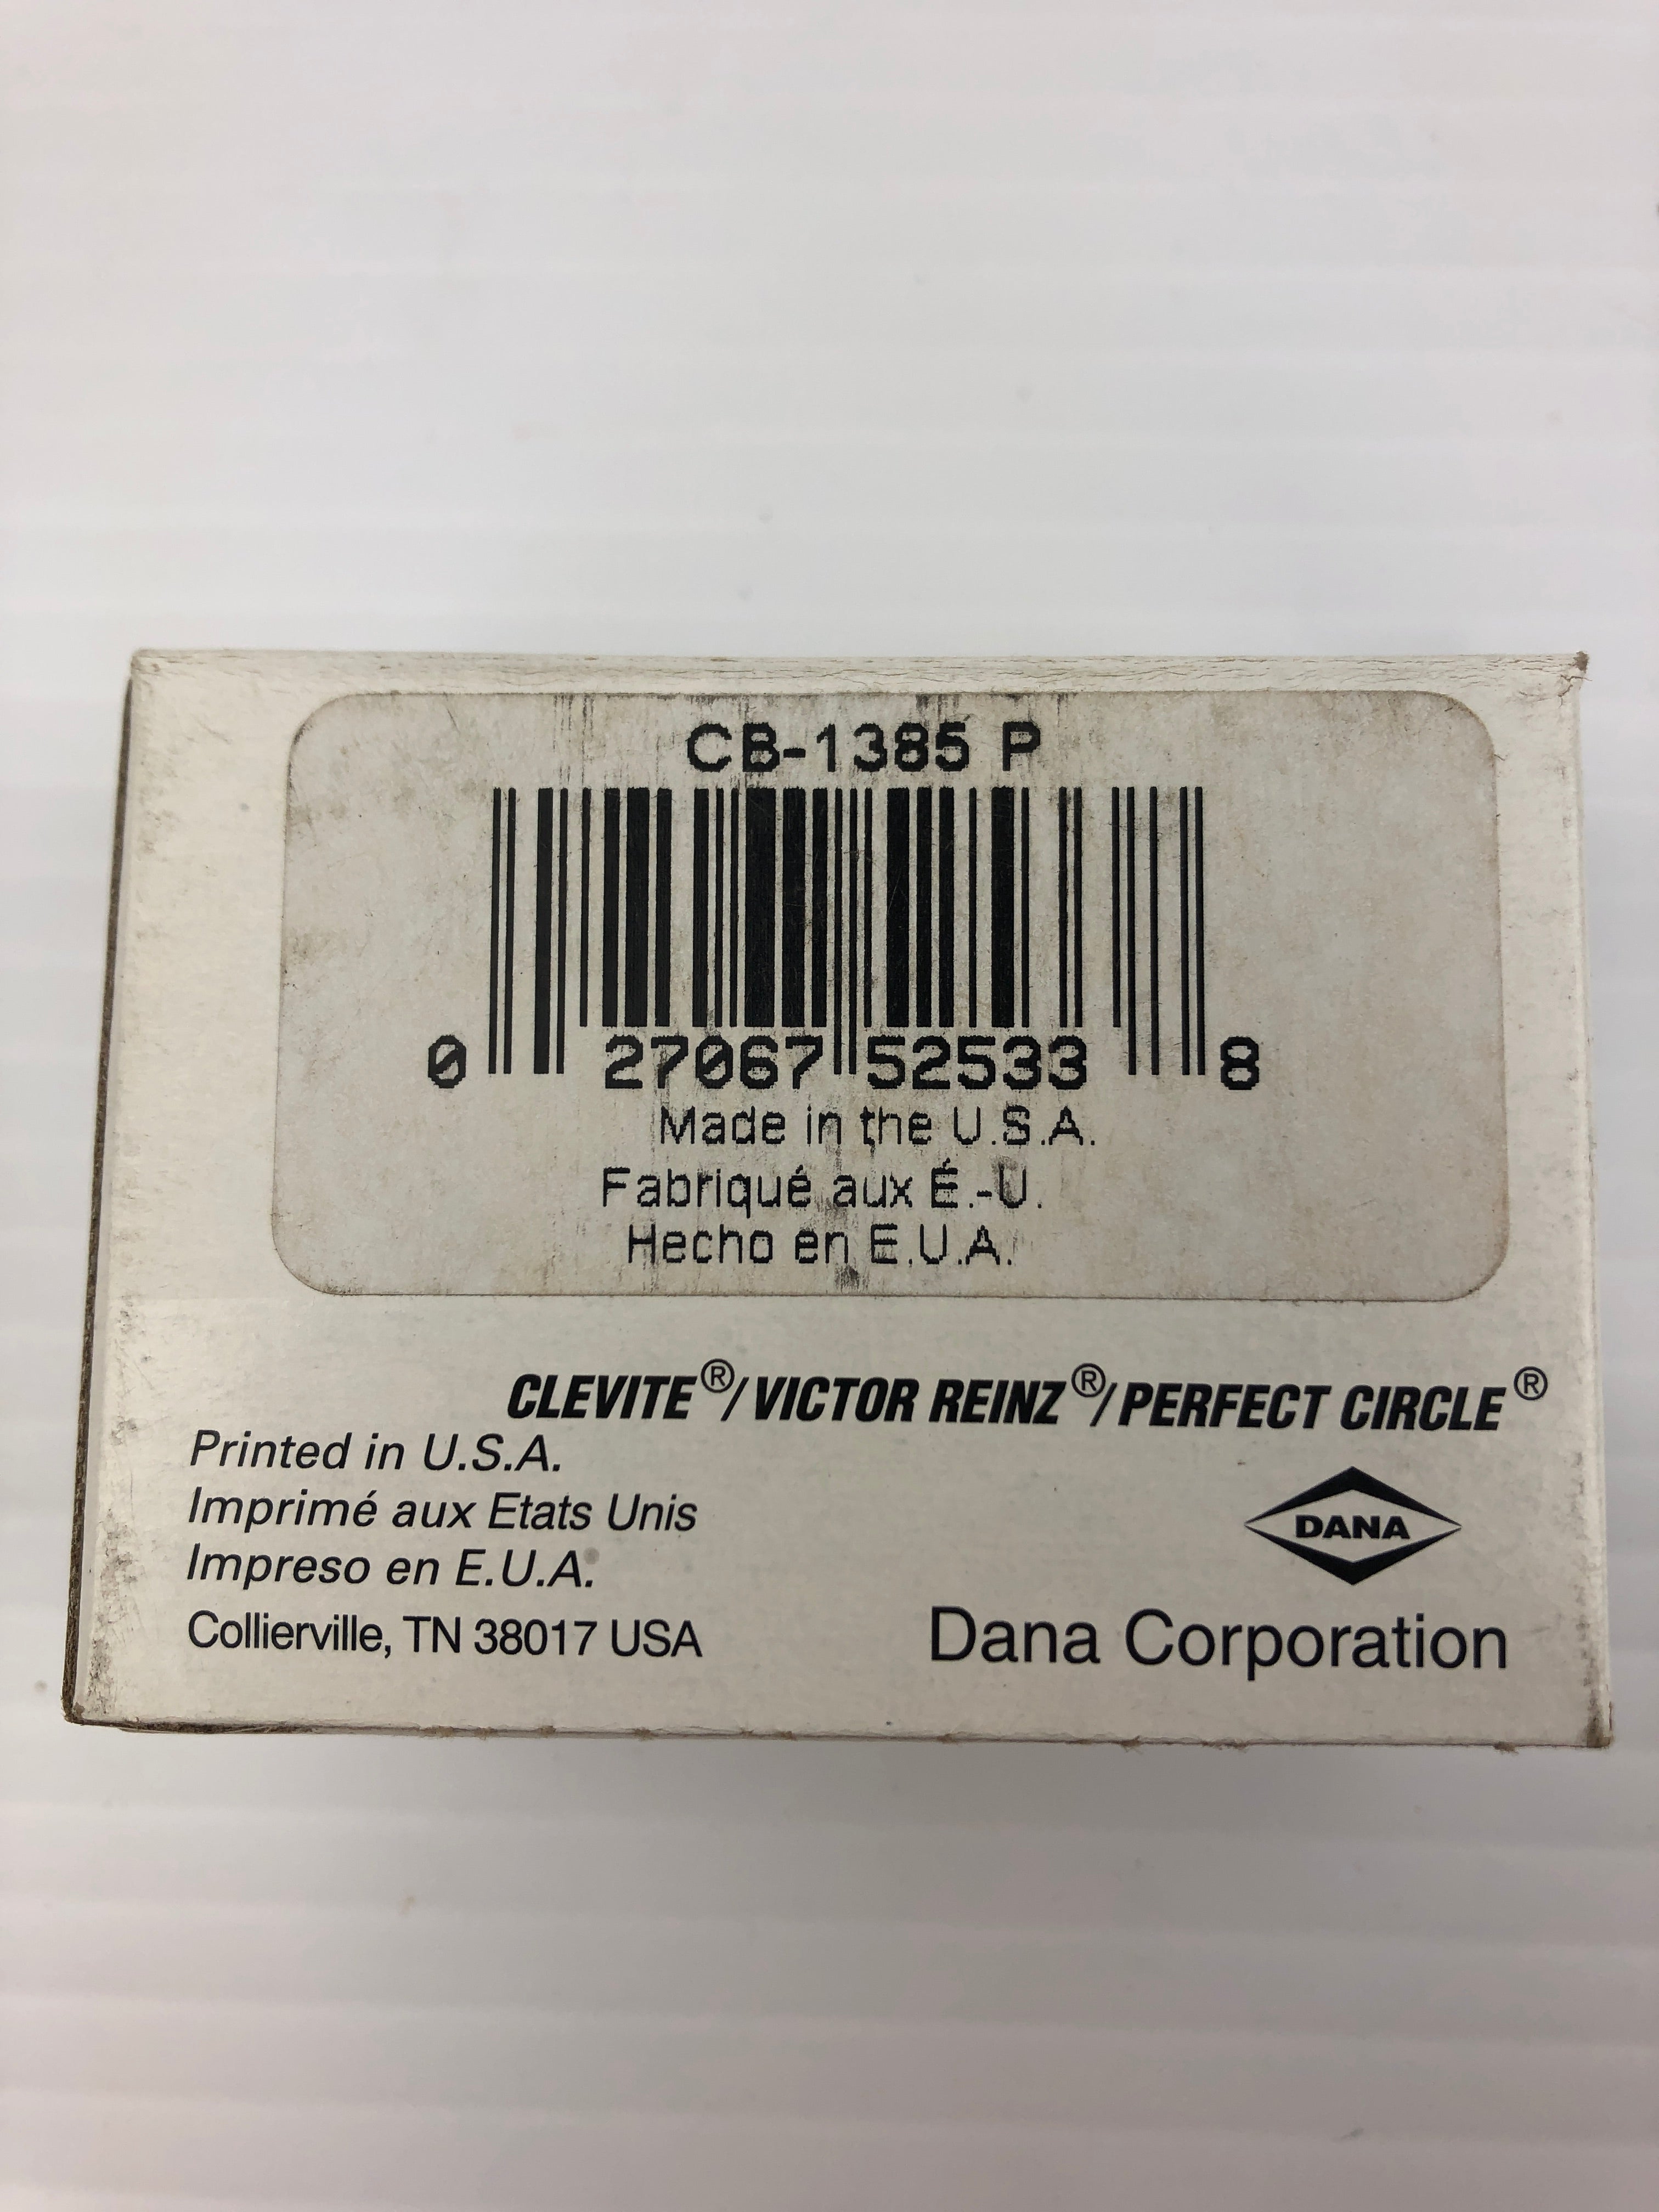 CB-1385 P
0 27067 52533 8
Made in the U.S.A.
Fabriqué aux É.-U.
Hecho en E.U.A.
CLEVITE®/VICTOR REINZ®/PERFECT CIRCLE®
Printed in U.S.A.
Imprimé aux Etats Unis
Impreso en E.U.A.
Collierville, TN 38017 USA
DANA
Dana Corporation